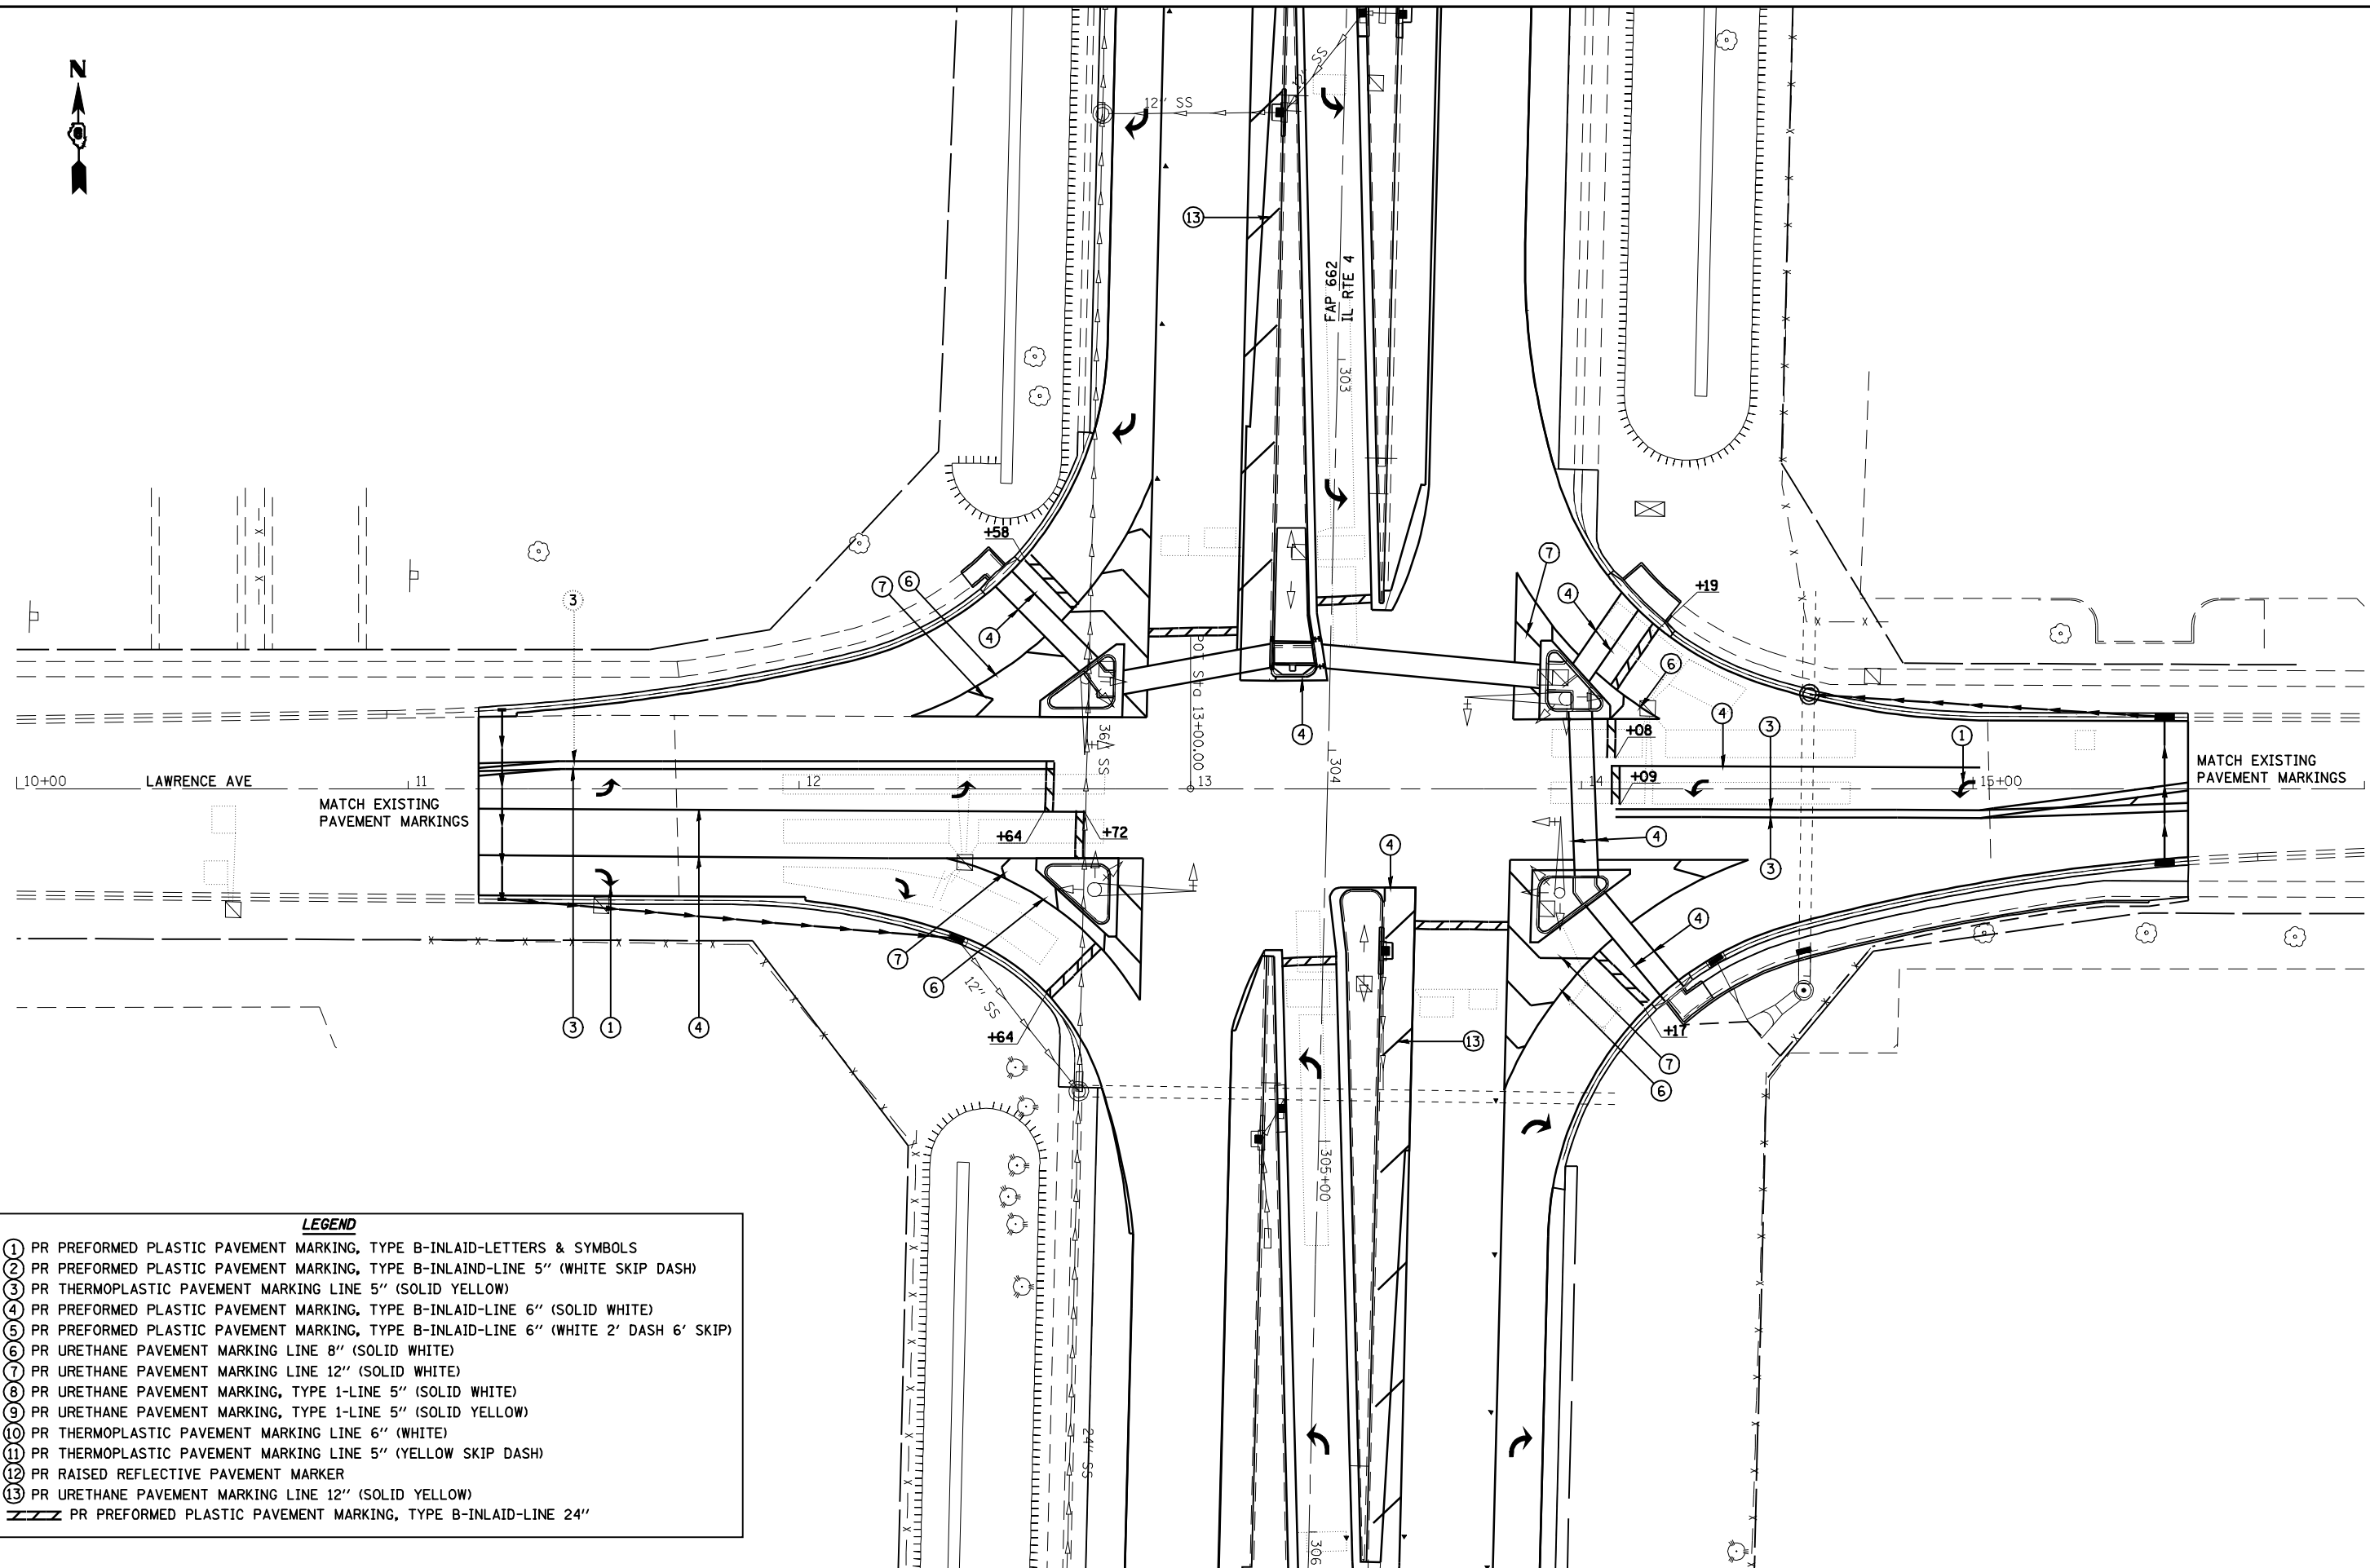 N
12" SS
12" SS
13
FAP 662
IL RTE 4
303
+58
7
6
4
3
7
4
+19
6
Pot Sta 13+00.00
36" SS
4
+08
4
3
1
10+00
LAWRENCE AVE
11
12
13
304
14
+09
15+00
MATCH EXISTING
PAVEMENT MARKINGS
MATCH EXISTING
PAVEMENT MARKINGS
+64
+72
4
4
3
7
6
12" SS
4
3
1
4
+64
13
+17
7
6
305+00
24" SS
306
LEGEND
1 PR PREFORMED PLASTIC PAVEMENT MARKING, TYPE B-INLAID-LETTERS & SYMBOLS
2 PR PREFORMED PLASTIC PAVEMENT MARKING, TYPE B-INLAIND-LINE 5" (WHITE SKIP DASH)
3 PR THERMOPLASTIC PAVEMENT MARKING LINE 5" (SOLID YELLOW)
4 PR PREFORMED PLASTIC PAVEMENT MARKING, TYPE B-INLAID-LINE 6" (SOLID WHITE)
5 PR PREFORMED PLASTIC PAVEMENT MARKING, TYPE B-INLAID-LINE 6" (WHITE 2' DASH 6' SKIP)
6 PR URETHANE PAVEMENT MARKING LINE 8" (SOLID WHITE)
7 PR URETHANE PAVEMENT MARKING LINE 12" (SOLID WHITE)
8 PR URETHANE PAVEMENT MARKING, TYPE 1-LINE 5" (SOLID WHITE)
9 PR URETHANE PAVEMENT MARKING, TYPE 1-LINE 5" (SOLID YELLOW)
10 PR THERMOPLASTIC PAVEMENT MARKING LINE 6" (WHITE)
11 PR THERMOPLASTIC PAVEMENT MARKING LINE 5" (YELLOW SKIP DASH)
12 PR RAISED REFLECTIVE PAVEMENT MARKER
13 PR URETHANE PAVEMENT MARKING LINE 12" (SOLID YELLOW)
PR PREFORMED PLASTIC PAVEMENT MARKING, TYPE B-INLAID-LINE 24"